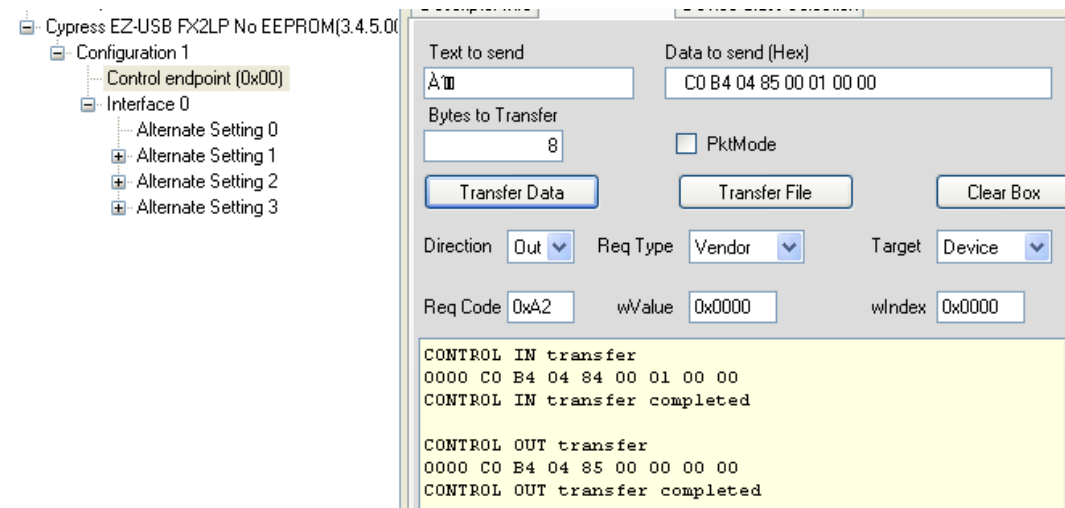 Cypress EZ-USB FX2LP No EEPROM(3.4.5.0(
Configuration 1
Control endpoint (0x00)
Interface 0
Alternate Setting 0
Alternate Setting 1
Alternate Setting 2
Alternate Setting 3
Text to send Data to send (Hex)
C0 B4 04 85 00 01 00 00
Bytes to Transfer
8 PktMode
Transfer Data Transfer File Clear Box
Direction Out Req Type Vendor Target Device
Req Code 0xA2 wValue 0x0000 wIndex 0x0000
CONTROL IN transfer
0000 C0 B4 04 84 00 01 00 00
CONTROL IN transfer completed
CONTROL OUT transfer
0000 C0 B4 04 85 00 00 00 00
CONTROL OUT transfer completed